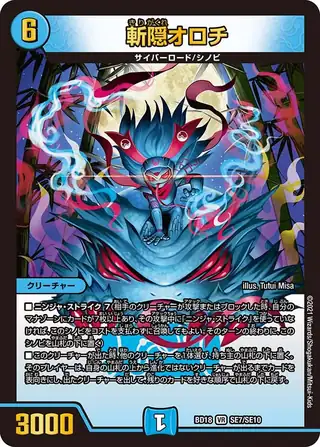 6
きりがくれ
斬隠オロチ
サイバーロード/シノビ
illus.Tutui Misa
クリーチャー
■ニンジャ・ストライク 7(相手のクリーチャーが攻撃またはブロックした時、自分の
マナゾーンにカードが7枚以上あり、その攻撃中に「ニンジャ・ストライク」を使っていな
ければ、このシノビをコストを支払わずに召喚してもよい。そのターンの終わりに、この
シノビを山札の下に戻す)
■このクリーチャーが出た時、他のクリーチャーを1体選び、持ち主の山札の下に戻す。
そのプレイヤーは、自身の山札の上から進化ではないクリーチャーが出るまでカードを
表向きにし、出たクリーチャーを出して、残りのカードを好きな順序で山札の下に戻す。
©2021 Wizards/Shogakukan/Mitsui-Kids
3000
1
BD18 VR SE7/SE10